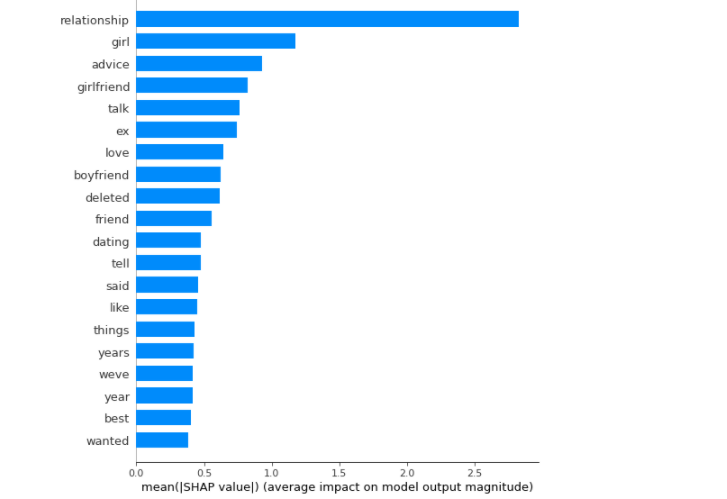 relationship
girl
advice
girlfriend
talk
ex
love
boyfriend
deleted
friend
dating
tell
said
like
things
years
weve
year
best
wanted
0.0 0.5 1.0 1.5 2.0 2.5
mean(|SHAP value|) (average impact on model output magnitude)